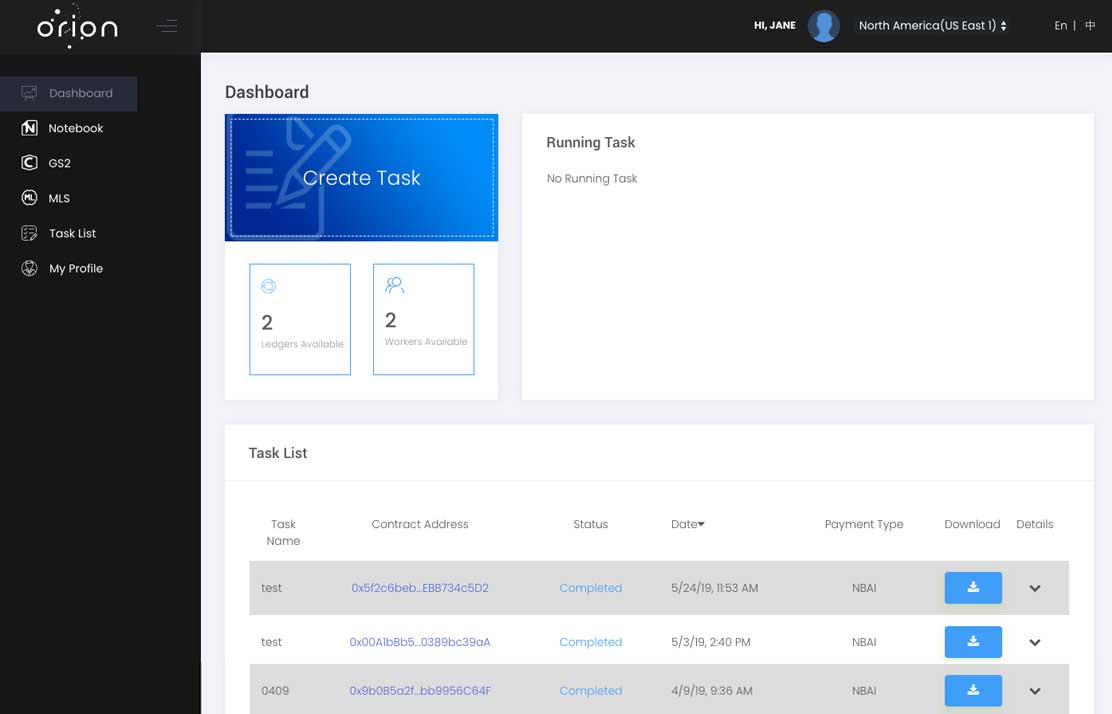 orion
HI, JANE
North America(US East 1)
En | 中
Dashboard
Notebook
GS2
MLS
Task List
My Profile
Dashboard
Create Task
2
Ledgers Available
2
Workers Available
Running Task
No Running Task
Task List
Task Name
Contract Address
Status
Date
Payment Type
Download
Details
test
0x5f2c6beb...EBB734c5D2
Completed
5/24/19, 11:53 AM
NBAI
test
0x00A1bBb5...0389bc39aA
Completed
5/3/19, 2:40 PM
NBAI
0409
0x9b0B5a2f...bb9956C64F
Completed
4/9/19, 9:36 AM
NBAI